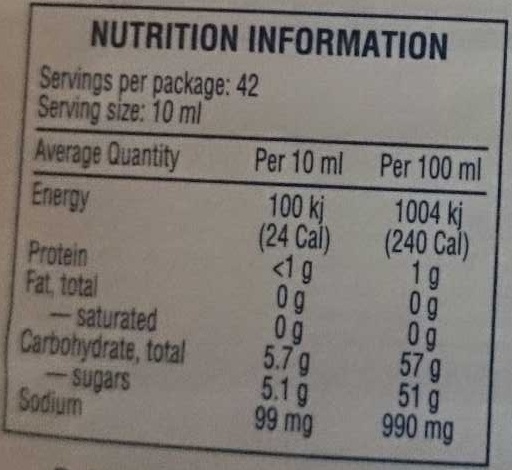 NUTRITION INFORMATION
Servings per package: 42
Serving size: 10 ml
Average Quantity Per 10 ml Per 100 ml
Energy 100 kj 1004 kj
(24 Cal) (240 Cal)
Protein <1 g 1 g
Fat, total 0 g 0 g
— saturated 0 g 0 g
Carbohydrate, total 5.7 g 57 g
— sugars 5.1 g 51 g
Sodium 99 mg 990 mg